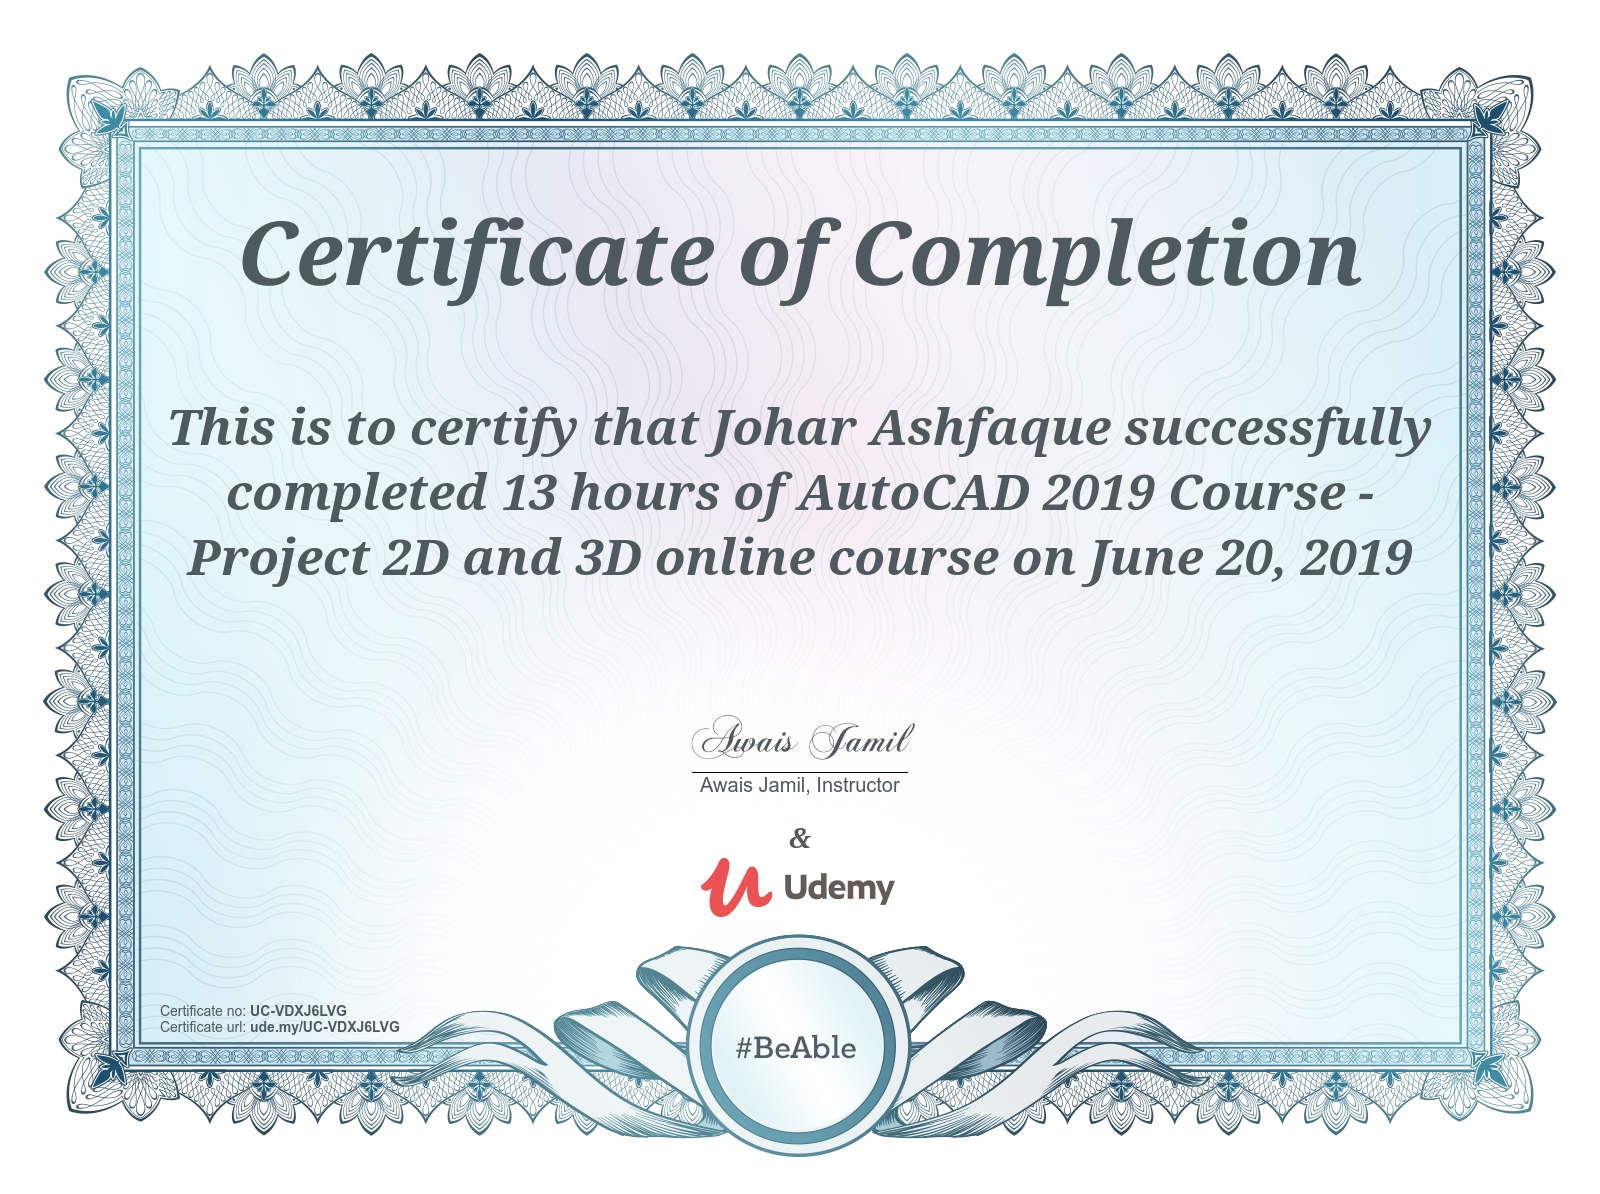 Certificate of Completion
This is to certify that Johar Ashfaque successfully
completed 13 hours of AutoCAD 2019 Course -
Project 2D and 3D online course on June 20, 2019
Awais Jamil
Awais Jamil, Instructor
&
Udemy
Certificate no: UC-VDXJ6LVG
Certificate url: ude.my/UC-VDXJ6LVG
#BeAble